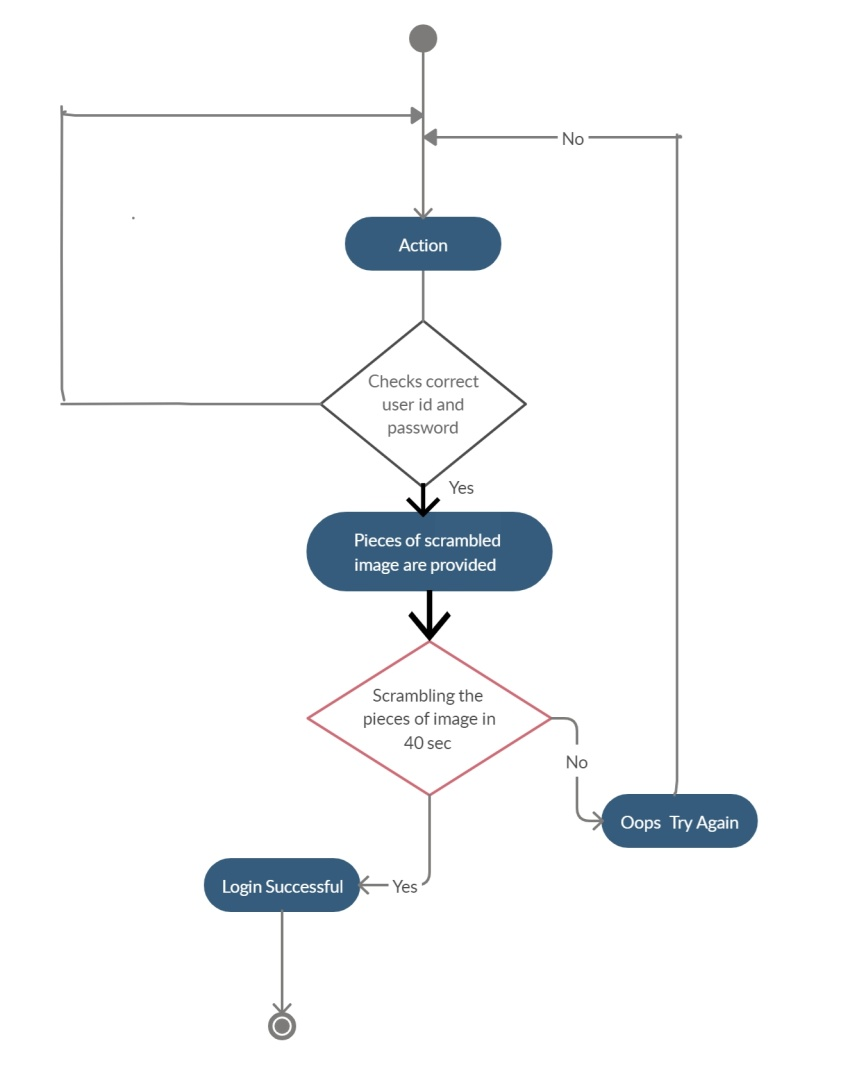 No
Action
Checks correct
user id and
password
Yes
Pieces of scrambled
image are provided
Scrambling the
pieces of image in
40 sec
No
Oops Try Again
Login Successful
Yes